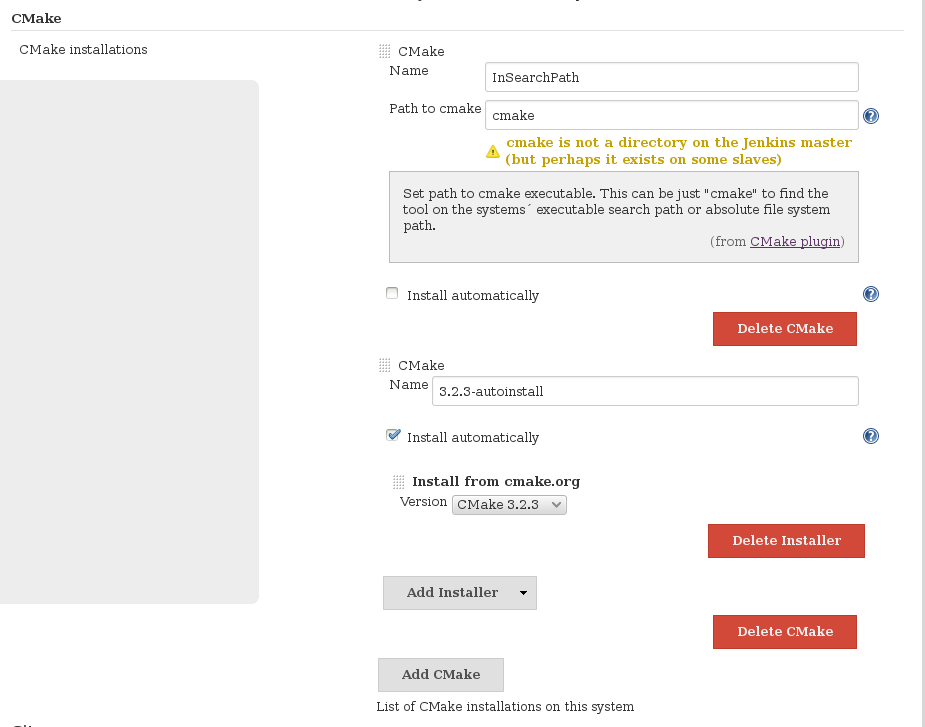 CMake
CMake installations
CMake
Name
InSearchPath
Path to cmake
cmake
cmake is not a directory on the Jenkins master
(but perhaps it exists on some slaves)
Set path to cmake executable. This can be just "cmake" to find the
tool on the systems´ executable search path or absolute file system
path.
(from CMake plugin)
Install automatically
Delete CMake
CMake
Name
3.2.3-autoinstall
Install automatically
Install from cmake.org
Version
CMake 3.2.3
Delete Installer
Add Installer
Delete CMake
Add CMake
List of CMake installations on this system